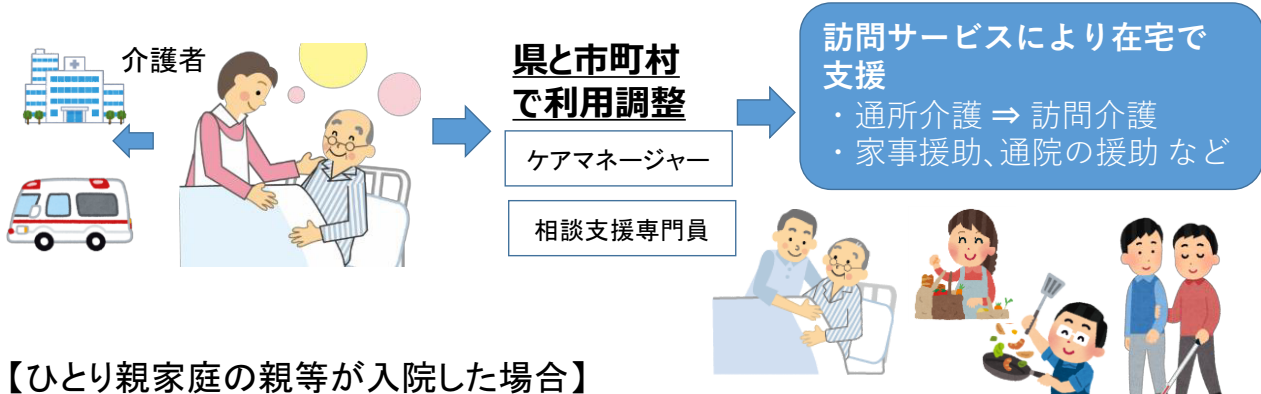 介護者
県と市町村
で利用調整
ケアマネージャー
相談支援専門員
訪問サービスにより在宅で
支援
・通所介護 ⇒ 訪問介護
・家事援助、通院の援助 など
【ひとり親家庭の親等が入院した場合】